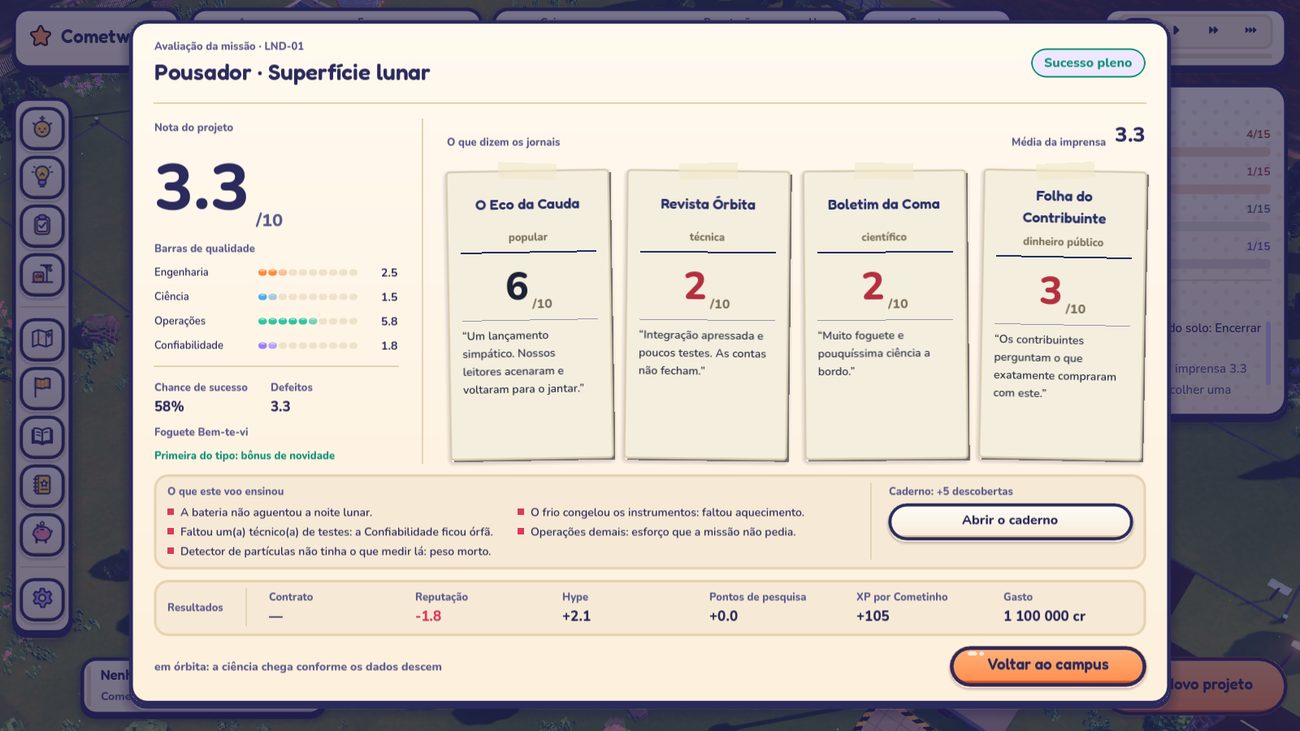 Cometw
Avaliação da missão · LND-01
Pousador · Superfície lunar
Sucesso pleno
Nota do projeto
3.3
/10
Barras de qualidade
Engenharia 2.5
Ciência 1.5
Operações 5.8
Confiabilidade 1.8
Chance de sucesso Defeitos
58% 3.3
Foguete Bem-te-vi
Primeira do tipo: bônus de novidade
O que dizem os jornais
Média da imprensa 3.3
O Eco da Cauda
popular
6 /10
“Um lançamento
simpático. Nossos
leitores acenaram e
voltaram para o jantar.”
Revista Órbita
técnica
2 /10
“Integração apressada e
poucos testes. As contas
não fecham.”
Boletim da Coma
científico
2 /10
“Muito foguete e
pouquíssima ciência a
bordo.”
Folha do
Contribuinte
dinheiro público
3 /10
“Os contribuintes
perguntam o que
exatamente compraram
com este.”
4/15
1/15
1/15
1/15
do solo: Encerrar
imprensa 3.3
colher uma
O que este voo ensinou
A bateria não aguentou a noite lunar.
Faltou um(a) técnico(a) de testes: a Confiabilidade ficou órfã.
Detector de partículas não tinha o que medir lá: peso morto.
O frio congelou os instrumentos: faltou aquecimento.
Operações demais: esforço que a missão não pedia.
Caderno: +5 descobertas
Abrir o caderno
Resultados
Contrato
—
Reputação
-1.8
Hype
+2.1
Pontos de pesquisa
+0.0
XP por Cometinho
+105
Gasto
1 100 000 cr
em órbita: a ciência chega conforme os dados descem
Voltar ao campus
Nenh
Come
ovo projeto